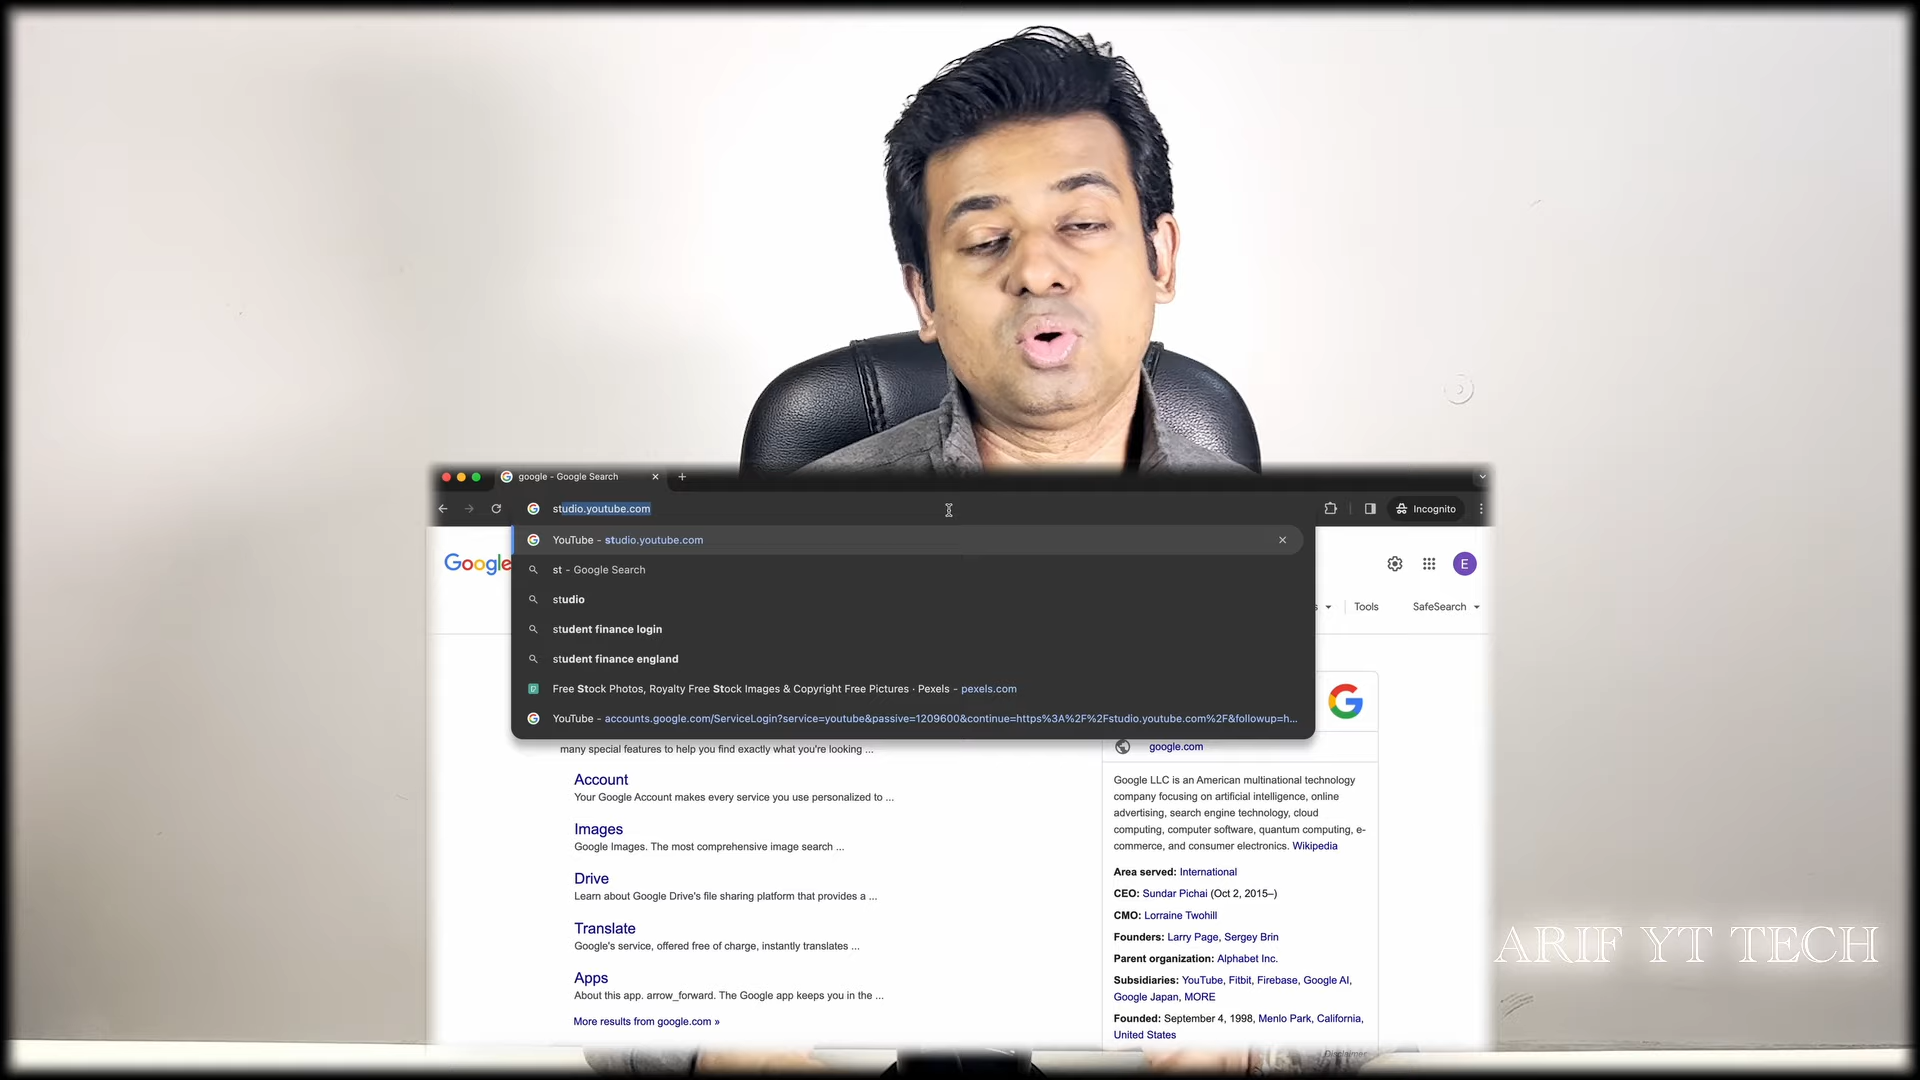 google - Google Search
studio.youtube.com
Incognito
YouTube - studio.youtube.com
Google
E
st - Google Search
studio
Tools
SafeSearch
student finance login
student finance england
Free Stock Photos, Royalty Free Stock Images & Copyright Free Pictures · Pexels - pexels.com
YouTube - accounts.google.com/ServiceLogin?service=youtube&passive=1209600&continue=https%3A%2F%2Fstudio.youtube.com%2F&followup=h...
many special features to help you find exactly what you're looking ...
Account
Your Google Account makes every service you use personalized to ...
Images
Google Images. The most comprehensive image search ...
Drive
Learn about Google Drive's file sharing platform that provides a ...
Translate
Google's service, offered free of charge, instantly translates ...
Apps
About this app. arrow_forward. The Google app keeps you in the ...
More results from google.com »
google.com
Google LLC is an American multinational technology
company focusing on artificial intelligence, online
advertising, search engine technology, cloud
computing, computer software, quantum computing, e-
commerce, and consumer electronics. Wikipedia
Area served: International
CEO: Sundar Pichai (Oct 2, 2015–)
CMO: Lorraine Twohill
Founders: Larry Page, Sergey Brin
Parent organization: Alphabet Inc.
Subsidiaries: YouTube, Fitbit, Firebase, Google AI,
Google Japan, MORE
Founded: September 4, 1998, Menlo Park, California,
United States
Disclaimer
ARIF YT TECH